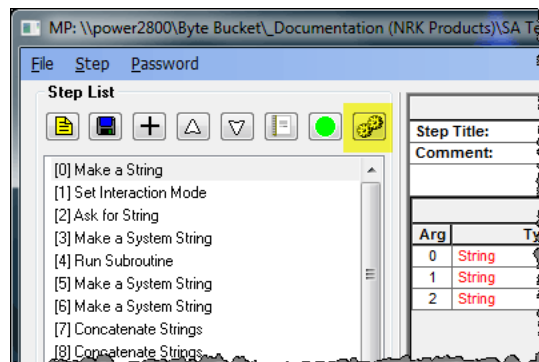 MP: \\power2800\Byte Bucket\_Documentation (NRK Products)\SA Te
File Step Password
Step List
Step Title:
Comment:
[0] Make a String
[1] Set Interaction Mode
[2] Ask for String
[3] Make a System String
[4] Run Subroutine
[5] Make a System String
[6] Make a System String
[7] Concatenate Strings
[8] Concatenate Strings
Arg Ty
0 String
1 String
2 String